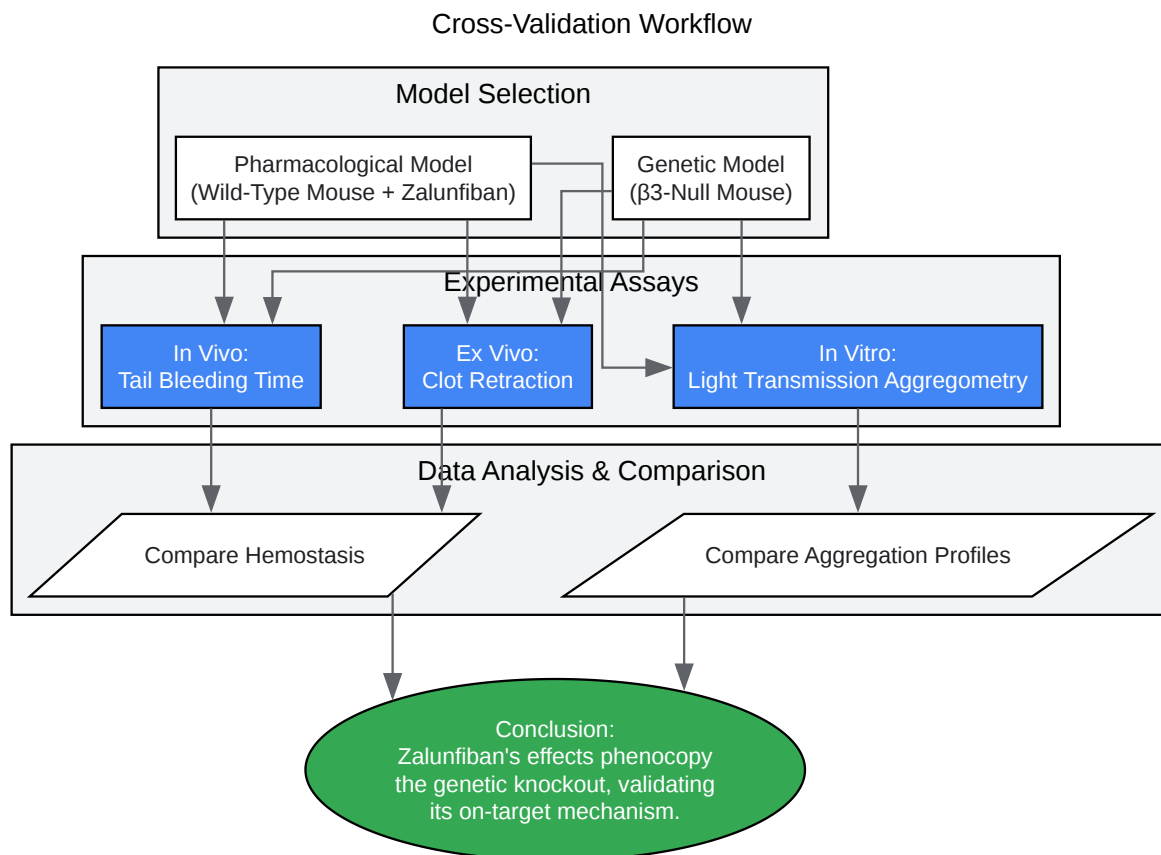 Cross-Validation Workflow
Model Selection
Pharmacological Model
(Wild-Type Mouse + Zalunfiban)
Genetic Model
(β3-Null Mouse)
Experimental Assays
In Vivo:
Tail Bleeding Time
Ex Vivo:
Clot Retraction
In Vitro:
Light Transmission Aggregometry
Data Analysis & Comparison
Compare Hemostasis
Compare Aggregation Profiles
Conclusion:
Zalunfiban's effects phenocopy
the genetic knockout, validating
its on-target mechanism.